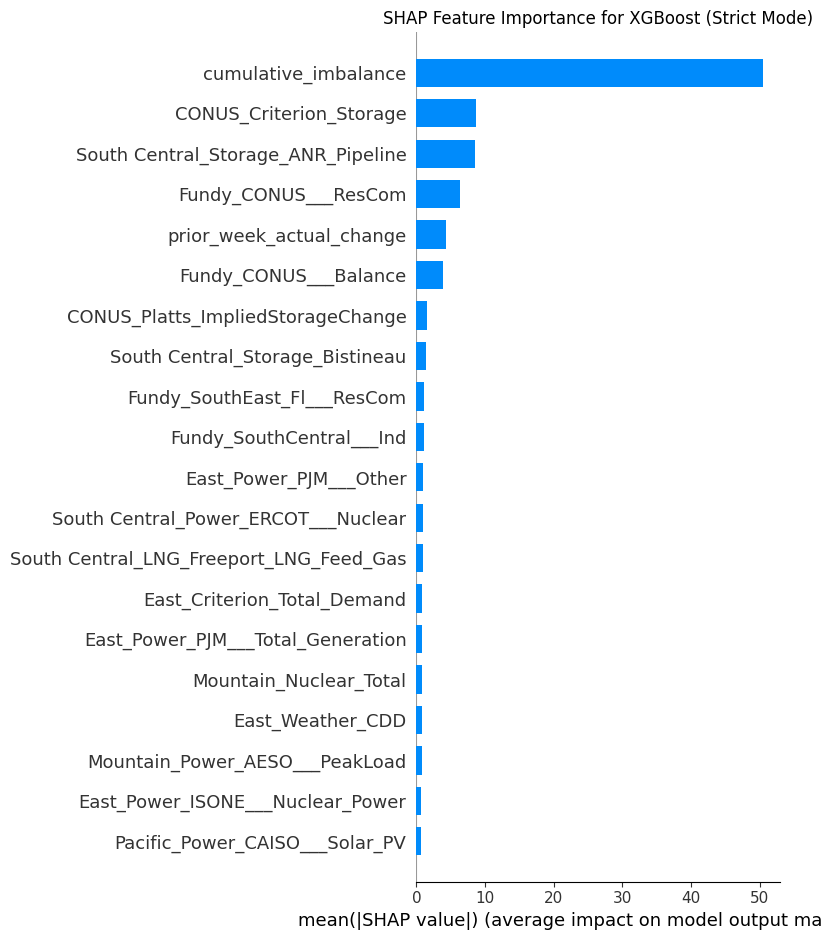 SHAP Feature Importance for XGBoost (Strict Mode)
cumulative_imbalance
CONUS_Criterion_Storage
South Central_Storage_ANR_Pipeline
Fundy_CONUS___ResCom
prior_week_actual_change
Fundy_CONUS___Balance
CONUS_Platts_ImpliedStorageChange
South Central_Storage_Bistineau
Fundy_SouthEast_Fl___ResCom
Fundy_SouthCentral___Ind
East_Power_PJM___Other
South Central_Power_ERCOT___Nuclear
South Central_LNG_Freeport_LNG_Feed_Gas
East_Criterion_Total_Demand
East_Power_PJM___Total_Generation
Mountain_Nuclear_Total
East_Weather_CDD
Mountain_Power_AESO___PeakLoad
East_Power_ISONE___Nuclear_Power
Pacific_Power_CAISO___Solar_PV
0 10 20 30 40 50
mean(|SHAP value|) (average impact on model output ma